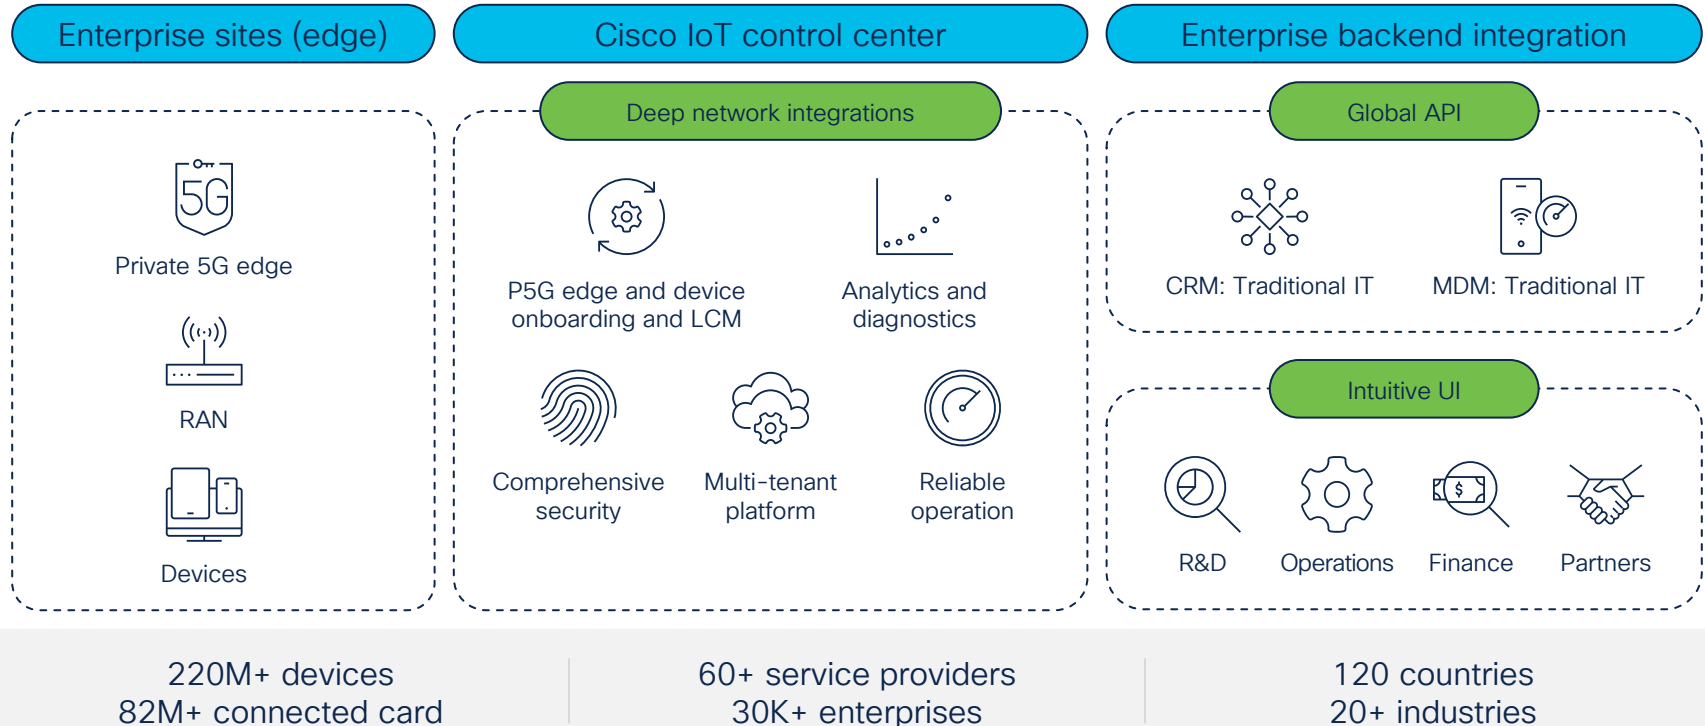 Enterprise sites (edge)
Cisco IoT control center
Enterprise backend integration
5G
Private 5G edge
RAN
Devices
Deep network integrations
P5G edge and device
onboarding and LCM
Analytics and
diagnostics
Comprehensive
security
Multi-tenant
platform
Reliable
operation
Global API
CRM: Traditional IT
MDM: Traditional IT
Intuitive UI
$
R&D
Operations
Finance
Partners
220M+ devices
82M+ connected card
60+ service providers
30K+ enterprises
120 countries
20+ industries